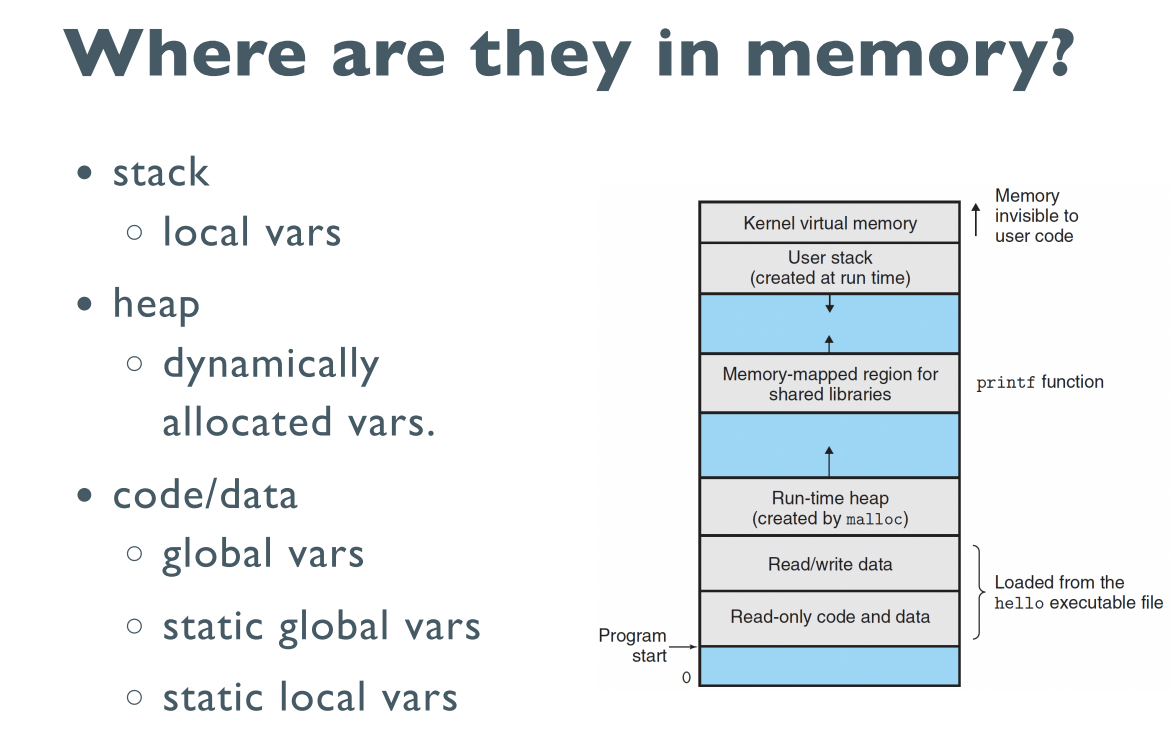 Where are they in memory?
• stack
○ local vars
• heap
○ dynamically
allocated vars.
• code/data
○ global vars
○ static global vars
○ static local vars
Kernel virtual memory
Memory
invisible to
user code
User stack
(created at run time)
Memory-mapped region for
shared libraries
printf function
Run-time heap
(created by malloc)
Read/write data
Read-only code and data
Loaded from the
hello executable file
Program
start
0